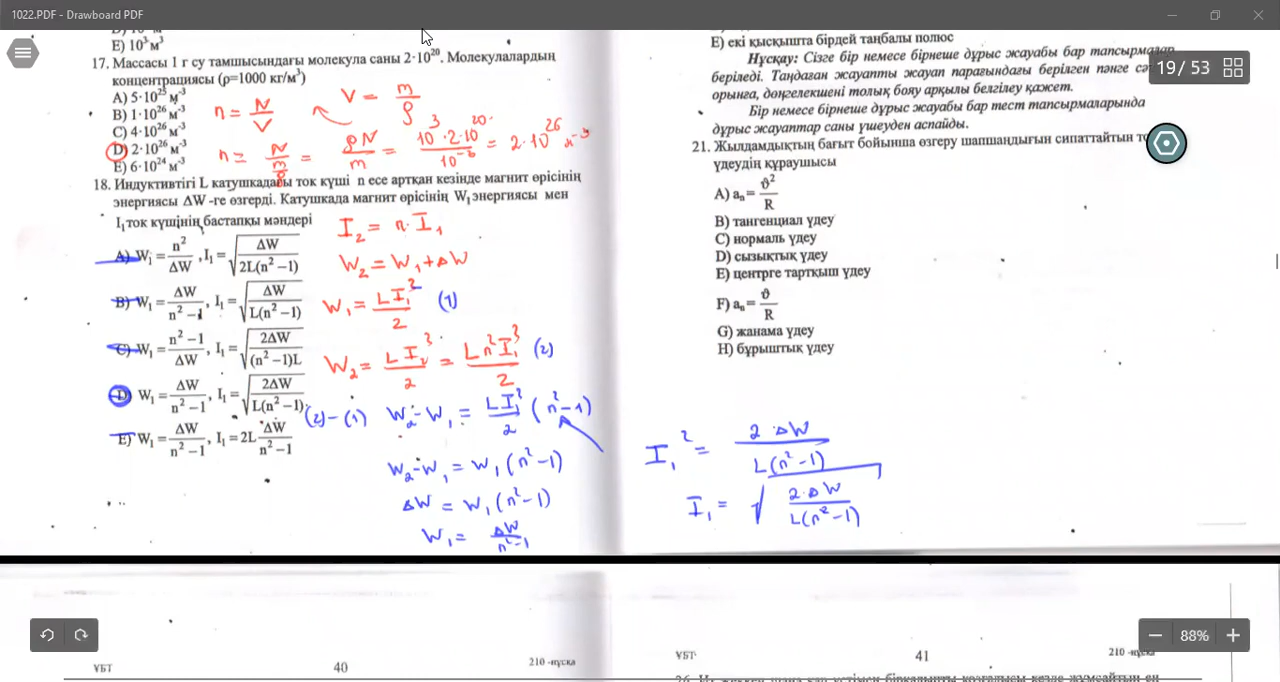 1022.PDF - Drawboard PDF
E) 10³ м³
17. Массасы 1 г су тамшысындағы молекула саны 2·10²⁰. Молекулалардың
концентрациясы (ρ=1000 кг/м³)
A) 5·10²⁵ м⁻³
B) 1·10²⁶ м⁻³
C) 4·10²⁶ м⁻³
D) 2·10²⁶ м⁻³
E) 6·10²⁴ м⁻³
n = N/V
V = m/ρ
n = N/(m/ρ) = ρN/m = 10³·2·10²⁰/10⁻⁶ = 2·10²⁶ м⁻³
18. Индуктивтігі L катушкадағы ток күші n есе артқан кезінде магнит өрісінің
энергиясы ΔW -ге өзгерді. Катушкада магнит өрісінің W₁энергиясы мен
I₁ток күшінің бастапқы мәндері
A) W₁ = n²/ΔW , I₁ = √(ΔW/(2L(n²−1)))
B) W₁ = ΔW/(n²−1) , I₁ = √(ΔW/(L(n²−1)))
C) W₁ = (n²−1)/ΔW , I₁ = √(2ΔW/((n²−1)L))
D) W₁ = ΔW/(n²−1) , I₁ = √(2ΔW/(L(n²−1)))
E) W₁ = ΔW/(n²−1) , I₁ = 2L ΔW/(n²−1)
I₂ = n·I₁
W₂ = W₁ + ΔW
W₁ = LI₁²/2 (1)
W₂ = LI₂²/2 = Ln²I₁²/2 (2)
(2)−(1) W₂−W₁ = LI₁²/2 (n²−1)
W₂−W₁ = W₁(n²−1)
ΔW = W₁(n²−1)
W₁ = ΔW/(n²−1)
ҰБТ 40 210 -нұсқа
E) екі қысқышта бірдей таңбалы полюс
Нұсқау: Сізге бір немесе бірнеше дұрыс жауабы бар тапсырмалар
19 / 53
беріледі. Таңдаған жауапты жауап парағындағы берілген пәнге
орынға, дөңгелекшені толық бояу арқылы белгілеу қажет.
Бір немесе бірнеше дұрыс жауабы бар тест тапсырмаларында
дұрыс жауаптар саны үшеуден аспайды.
21. Жылдамдықтың бағыт бойынша өзгеру шапшаңдығын сипаттайтын
үдеудің құраушысы
A) aₙ = ϑ²/R
B) тангенциал үдеу
C) нормаль үдеу
D) сызықтық үдеу
E) центрге тартқыш үдеу
F) aₙ = ϑ/R
G) жанама үдеу
H) бұрыштық үдеу
I₁² = 2·ΔW/(L(n²−1))
I₁ = √(2·ΔW/(L(n²−1)))
88%
ҰБТ 41 210 -нұсқа